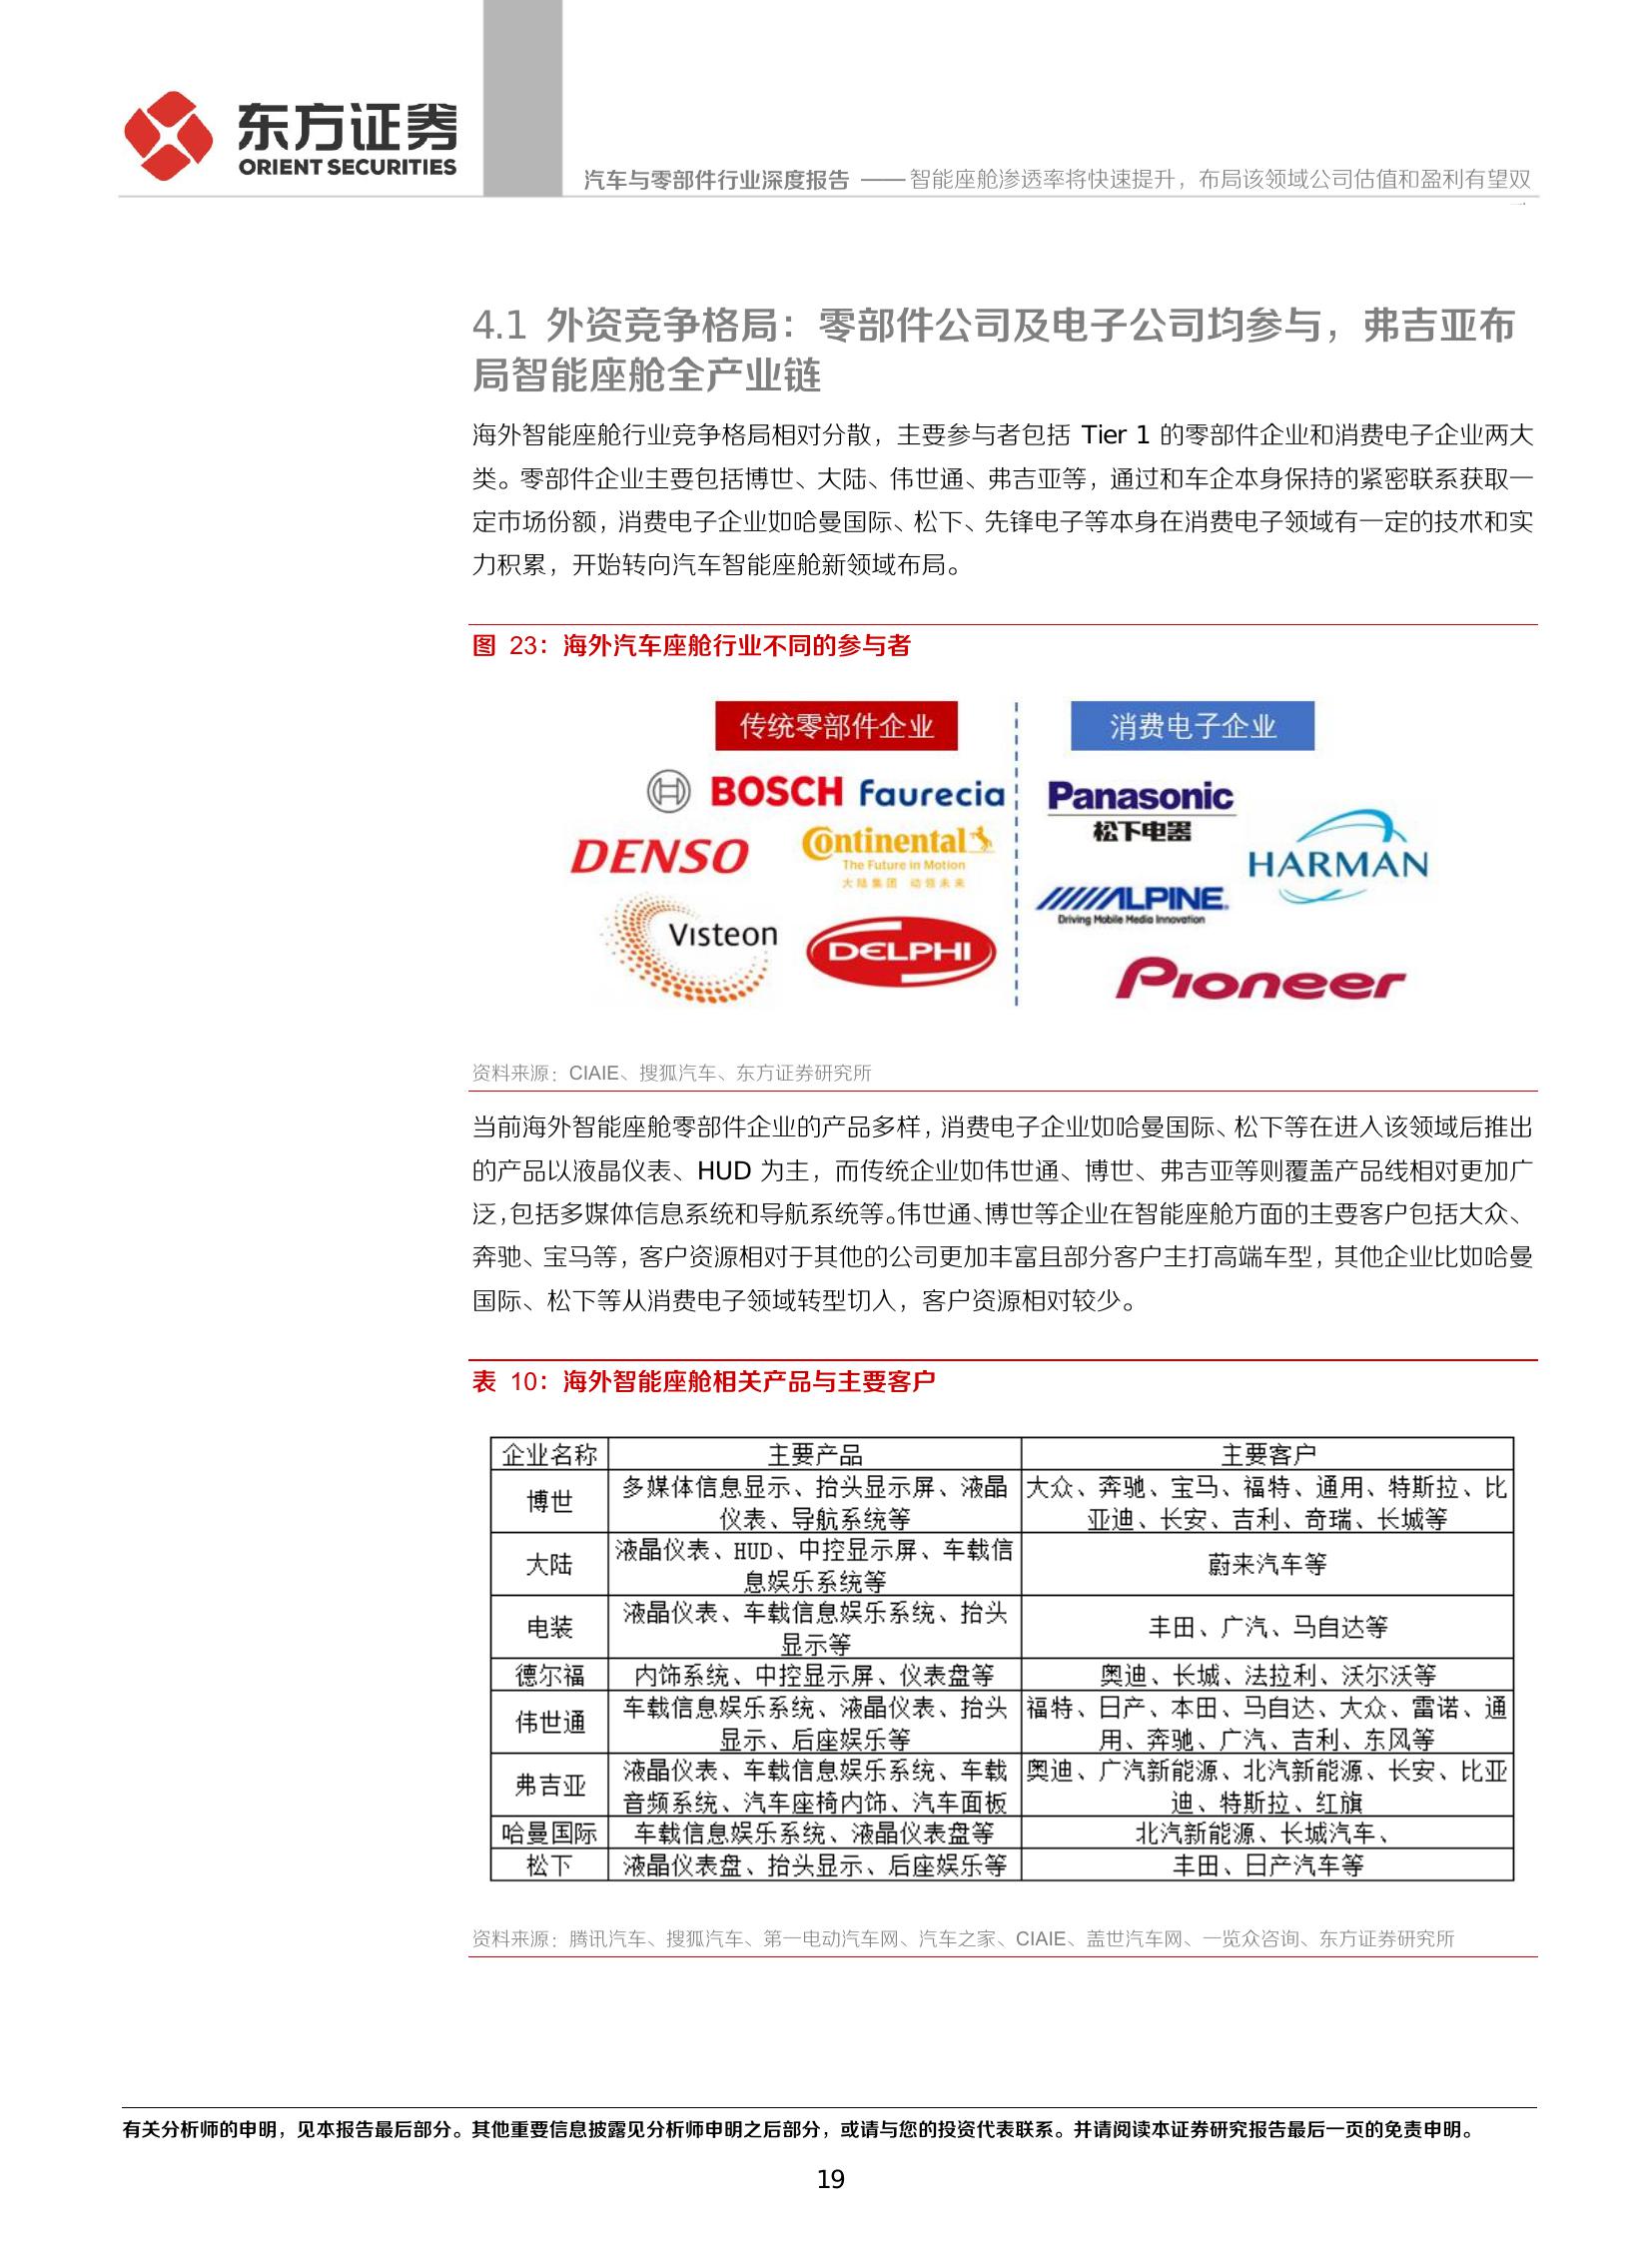 东方证券
ORIENT SECURITIES
汽车与零部件行业深度报告 —— 智能座舱渗透率将快速提升，布局该领域公司估值和盈利有望双
4.1 外资竞争格局：零部件公司及电子公司均参与，弗吉亚布
局智能座舱全产业链
海外智能座舱行业竞争格局相对分散，主要参与者包括 Tier 1 的零部件企业和消费电子企业两大
类。零部件企业主要包括博世、大陆、伟世通、弗吉亚等，通过和车企本身保持的紧密联系获取一
定市场份额，消费电子企业如哈曼国际、松下、先锋电子等本身在消费电子领域有一定的技术和实
力积累，开始转向汽车智能座舱新领域布局。
图 23：海外汽车座舱行业不同的参与者
传统零部件企业
消费电子企业
BOSCH
faurecia
Panasonic
松下电器
DENSO
Continental
The Future in Motion
大陆集团 动领未来
HARMAN
ALPINE
Driving Mobile Media Innovation
Visteon
DELPHI
Pioneer
资料来源：CIAIE、搜狐汽车、东方证券研究所
当前海外智能座舱零部件企业的产品多样，消费电子企业如哈曼国际、松下等在进入该领域后推出
的产品以液晶仪表、HUD 为主，而传统企业如伟世通、博世、弗吉亚等则覆盖产品线相对更加广
泛，包括多媒体信息系统和导航系统等。伟世通、博世等企业在智能座舱方面的主要客户包括大众、
奔驰、宝马等，客户资源相对于其他的公司更加丰富且部分客户主打高端车型，其他企业比如哈曼
国际、松下等从消费电子领域转型切入，客户资源相对较少。
表 10：海外智能座舱相关产品与主要客户
企业名称 主要产品 主要客户
博世 多媒体信息显示、抬头显示屏、液晶 大众、奔驰、宝马、福特、通用、特斯拉、比
仪表、导航系统等 亚迪、长安、吉利、奇瑞、长城等
大陆 液晶仪表、HUD、中控显示屏、车载信 蔚来汽车等
息娱乐系统等
电装 液晶仪表、车载信息娱乐系统、抬头 丰田、广汽、马自达等
显示等
德尔福 内饰系统、中控显示屏、仪表盘等 奥迪、长城、法拉利、沃尔沃等
伟世通 车载信息娱乐系统、液晶仪表、抬头 福特、日产、本田、马自达、大众、雷诺、通
显示、后座娱乐等 用、奔驰、广汽、吉利、东风等
弗吉亚 液晶仪表、车载信息娱乐系统、车载 奥迪、广汽新能源、北汽新能源、长安、比亚
音频系统、汽车座椅内饰、汽车面板 迪、特斯拉、红旗
哈曼国际 车载信息娱乐系统、液晶仪表盘等 北汽新能源、长城汽车、
松下 液晶仪表盘、抬头显示、后座娱乐等 丰田、日产汽车等
资料来源：腾讯汽车、搜狐汽车、第一电动汽车网、汽车之家、CIAIE、盖世汽车网、一览众咨询、东方证券研究所
有关分析师的申明，见本报告最后部分。其他重要信息披露见分析师申明之后部分，或请与您的投资代表联系。并请阅读本证券研究报告最后一页的免责申明。
19